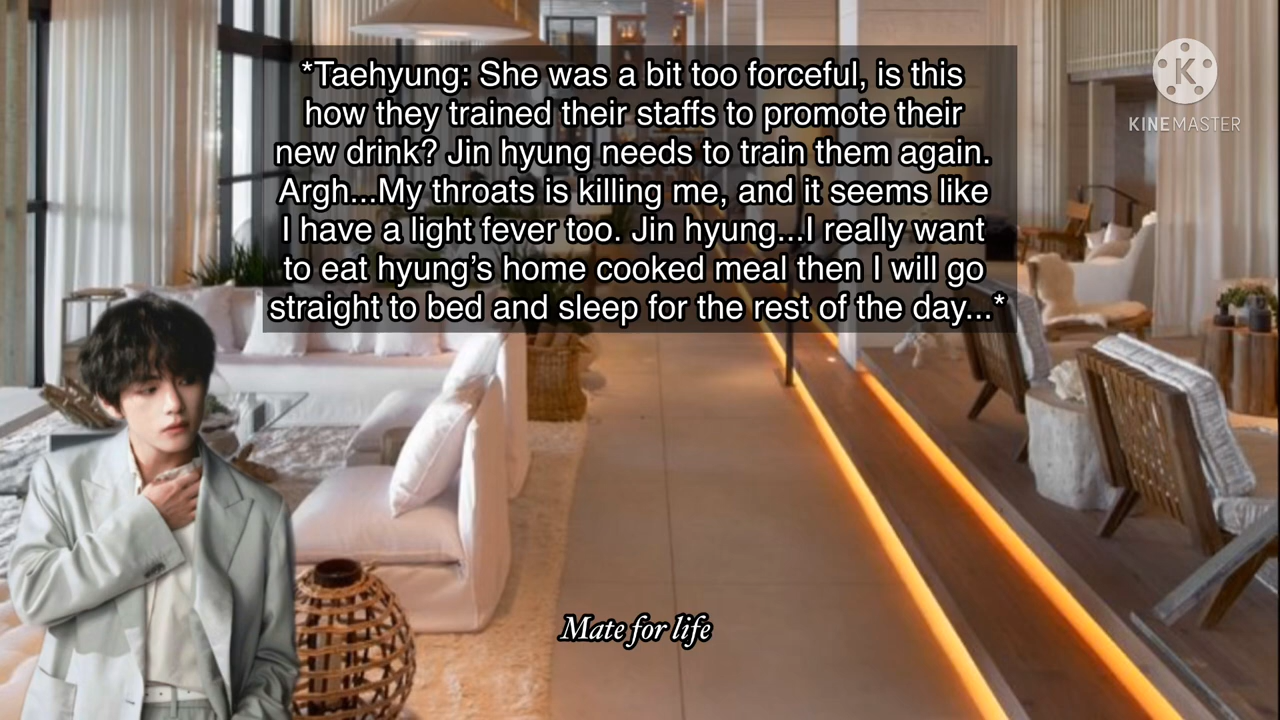 *Taehyung: She was a bit too forceful, is this
how they trained their staffs to promote their
new drink? Jin hyung needs to train them again.
Argh...My throats is killing me, and it seems like
I have a light fever too. Jin hyung...I really want
to eat hyung's home cooked meal then I will go
straight to bed and sleep for the rest of the day...*
K
KINEMASTER
Mate for life